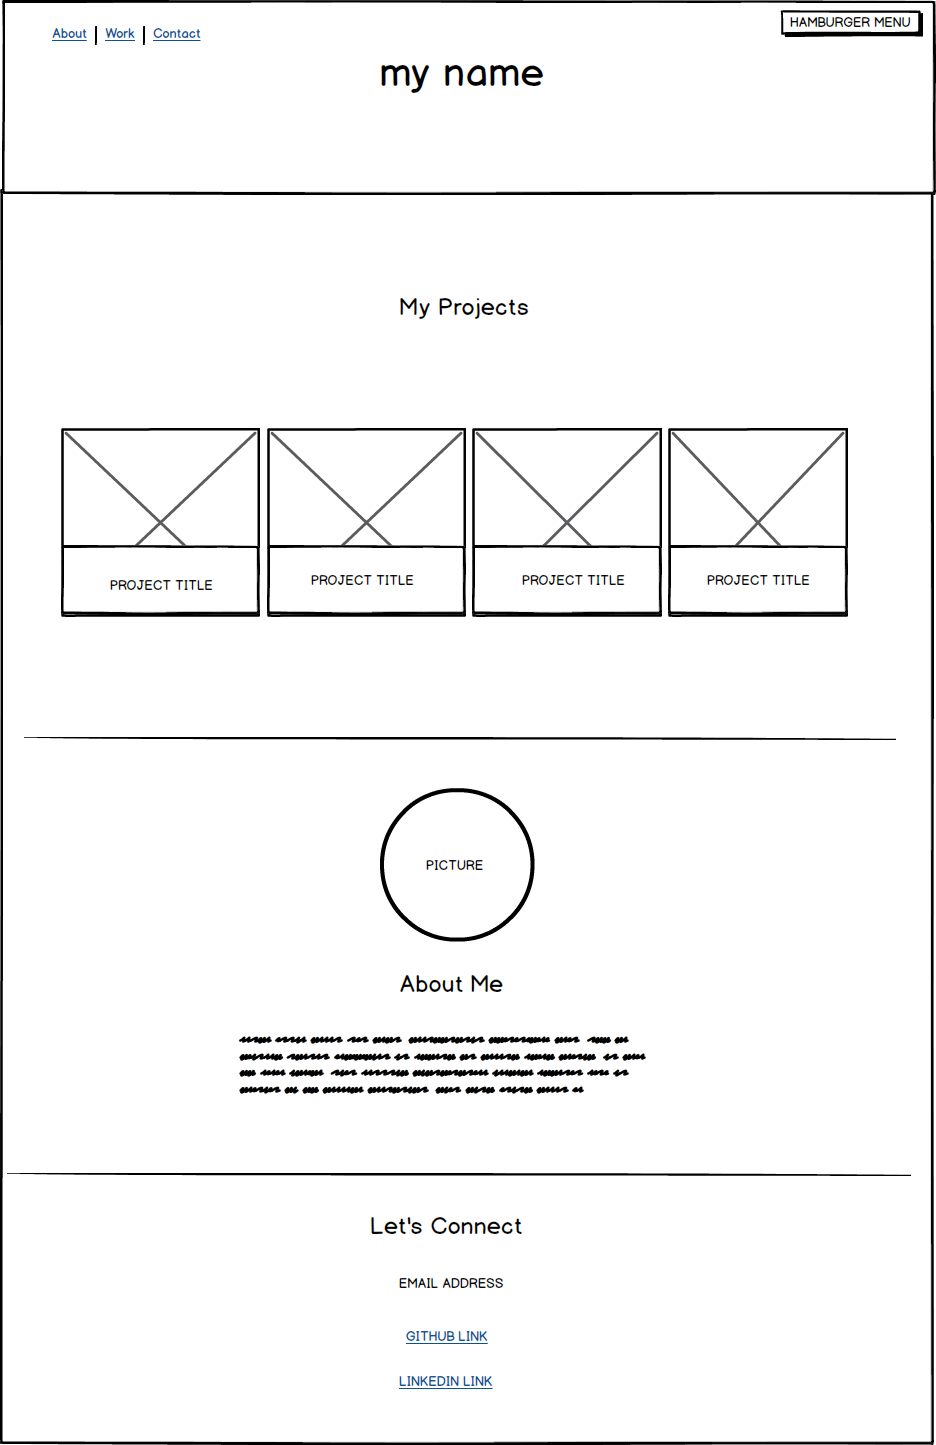 About | Work | Contact
HAMBURGER MENU
my name
My Projects
PROJECT TITLE
PROJECT TITLE
PROJECT TITLE
PROJECT TITLE
PICTURE
About Me
Let's Connect
EMAIL ADDRESS
GITHUB LINK
LINKEDIN LINK